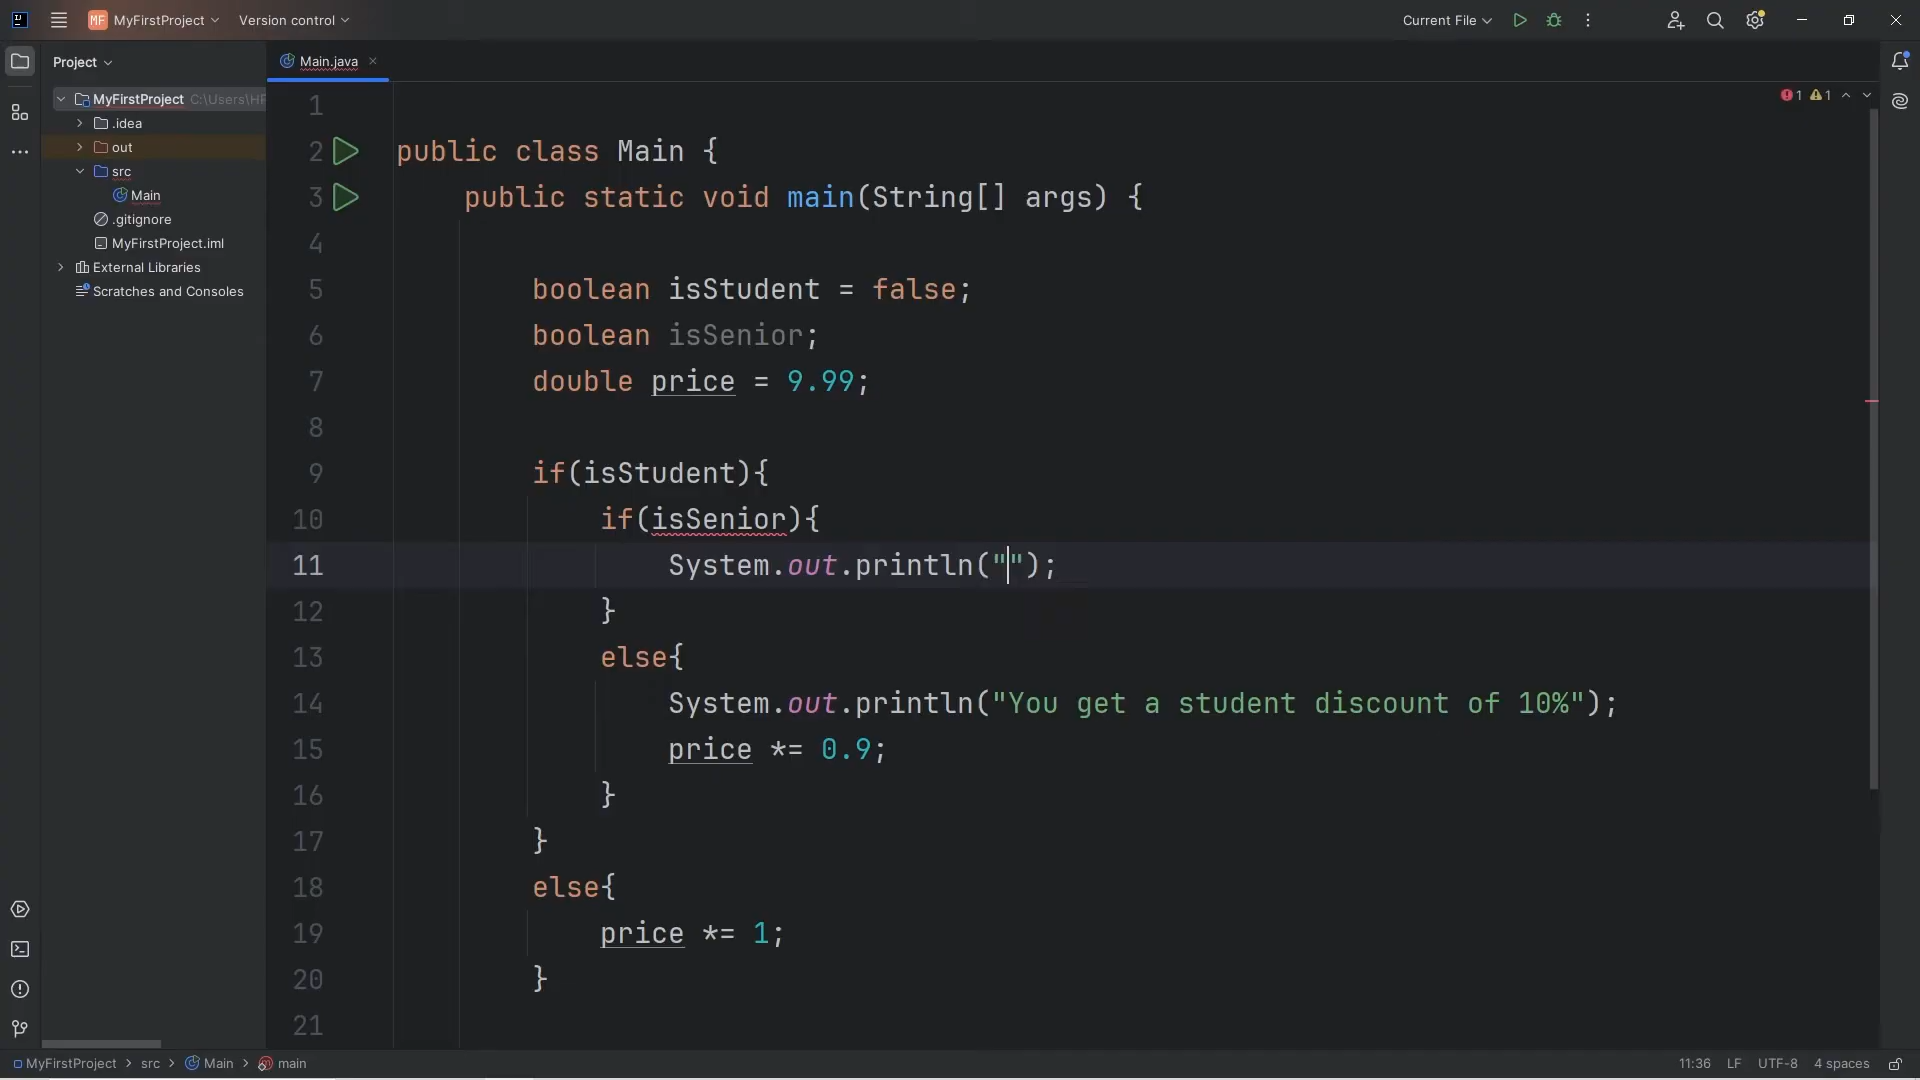 MF MyFirstProject Version control Current File
Project
Main.java
MyFirstProject C:\Users\HP
.idea
out
src
Main
.gitignore
MyFirstProject.iml
External Libraries
Scratches and Consoles
1 1
1
2 public class Main {
3 public static void main(String[] args) {
4
5 boolean isStudent = false;
6 boolean isSenior;
7 double price = 9.99;
8
9 if(isStudent){
10 if(isSenior){
11 System.out.println("");
12 }
13 else{
14 System.out.println("You get a student discount of 10%");
15 price *= 0.9;
16 }
17 }
18 else{
19 price *= 1;
20 }
21
MyFirstProject > src > Main > main 11:36 LF UTF-8 4 spaces